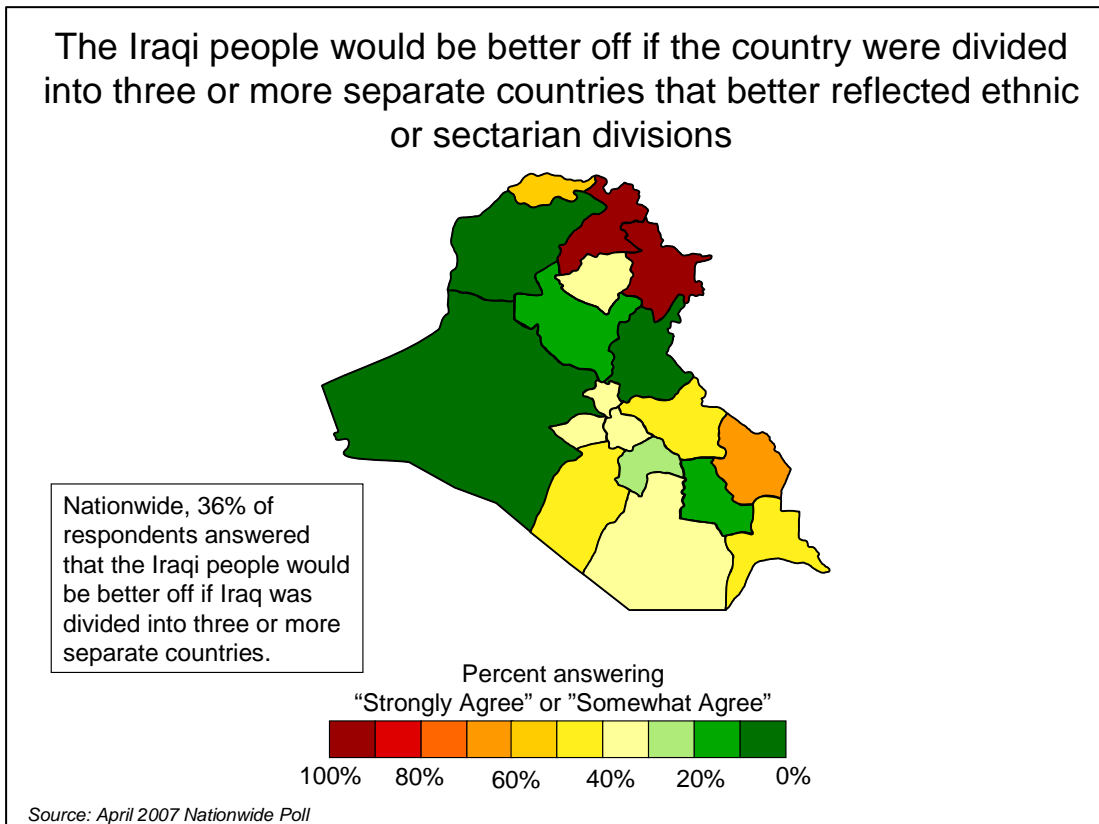 The Iraqi people would be better off if the country were divided
into three or more separate countries that better reflected ethnic
or sectarian divisions
Nationwide, 36% of
respondents answered
that the Iraqi people would
be better off if Iraq was
divided into three or more
separate countries.
Percent answering
“Strongly Agree” or ”Somewhat Agree”
100% 80% 60% 40% 20% 0%
Source: April 2007 Nationwide Poll